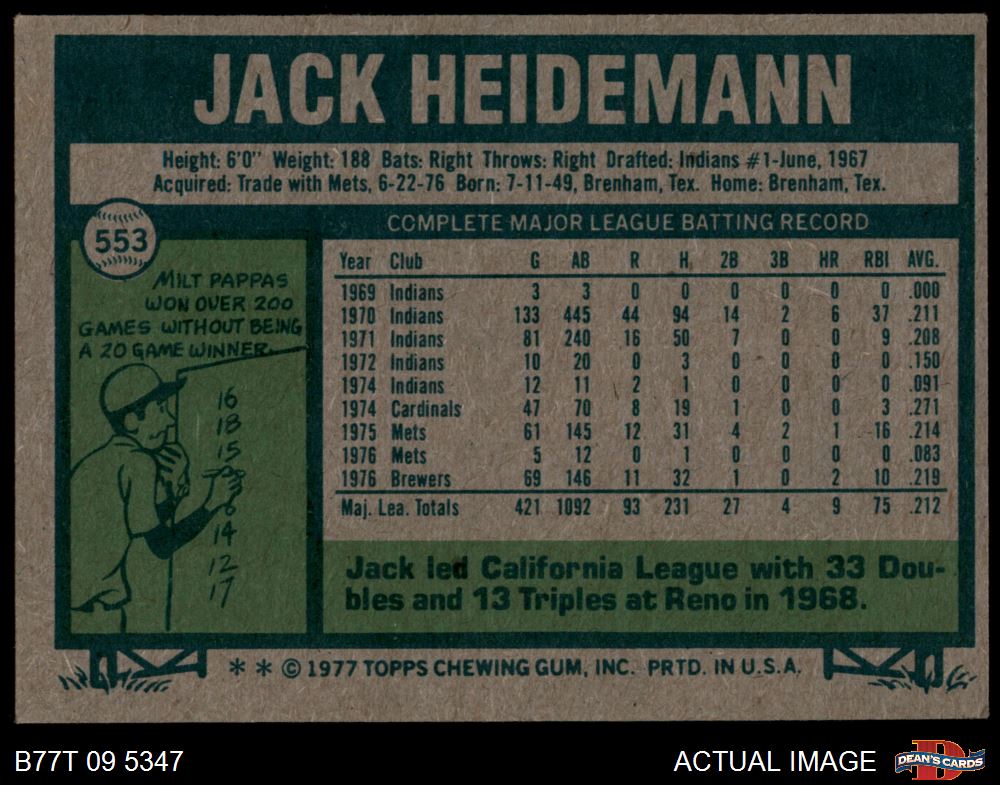 JACK HEIDEMANN
Height: 6'0" Weight: 188 Bats: Right Throws: Right Drafted: Indians #1-June, 1967
Acquired: Trade with Mets, 6-22-76 Born: 7-11-49, Brenham, Tex. Home: Brenham, Tex.
553
MILT PAPPAS
WON OVER 200
GAMES WITHOUT BEING
A 20 GAME WINNER.
16
18
15
14
12
17
COMPLETE MAJOR LEAGUE BATTING RECORD
Year Club G AB R H 2B 3B HR RBI AVG.
1969 Indians 3 3 0 0 0 0 0 0 .000
1970 Indians 133 445 44 94 14 2 6 37 .211
1971 Indians 81 240 16 50 7 0 0 9 .208
1972 Indians 10 20 0 3 0 0 0 0 .150
1974 Indians 12 11 2 1 0 0 0 0 .091
1974 Cardinals 47 70 8 19 1 0 0 3 .271
1975 Mets 61 145 12 31 4 2 1 16 .214
1976 Mets 5 12 0 1 0 0 0 0 .083
1976 Brewers 69 146 11 32 1 0 2 10 .219
Maj. Lea. Totals 421 1092 93 231 27 4 9 75 .212
Jack led California League with 33 Dou-
bles and 13 Triples at Reno in 1968.
* * © 1977 TOPPS CHEWING GUM, INC. PRTD. IN U.S.A.
B77T 09 5347
ACTUAL IMAGE
DEAN'S CARDS